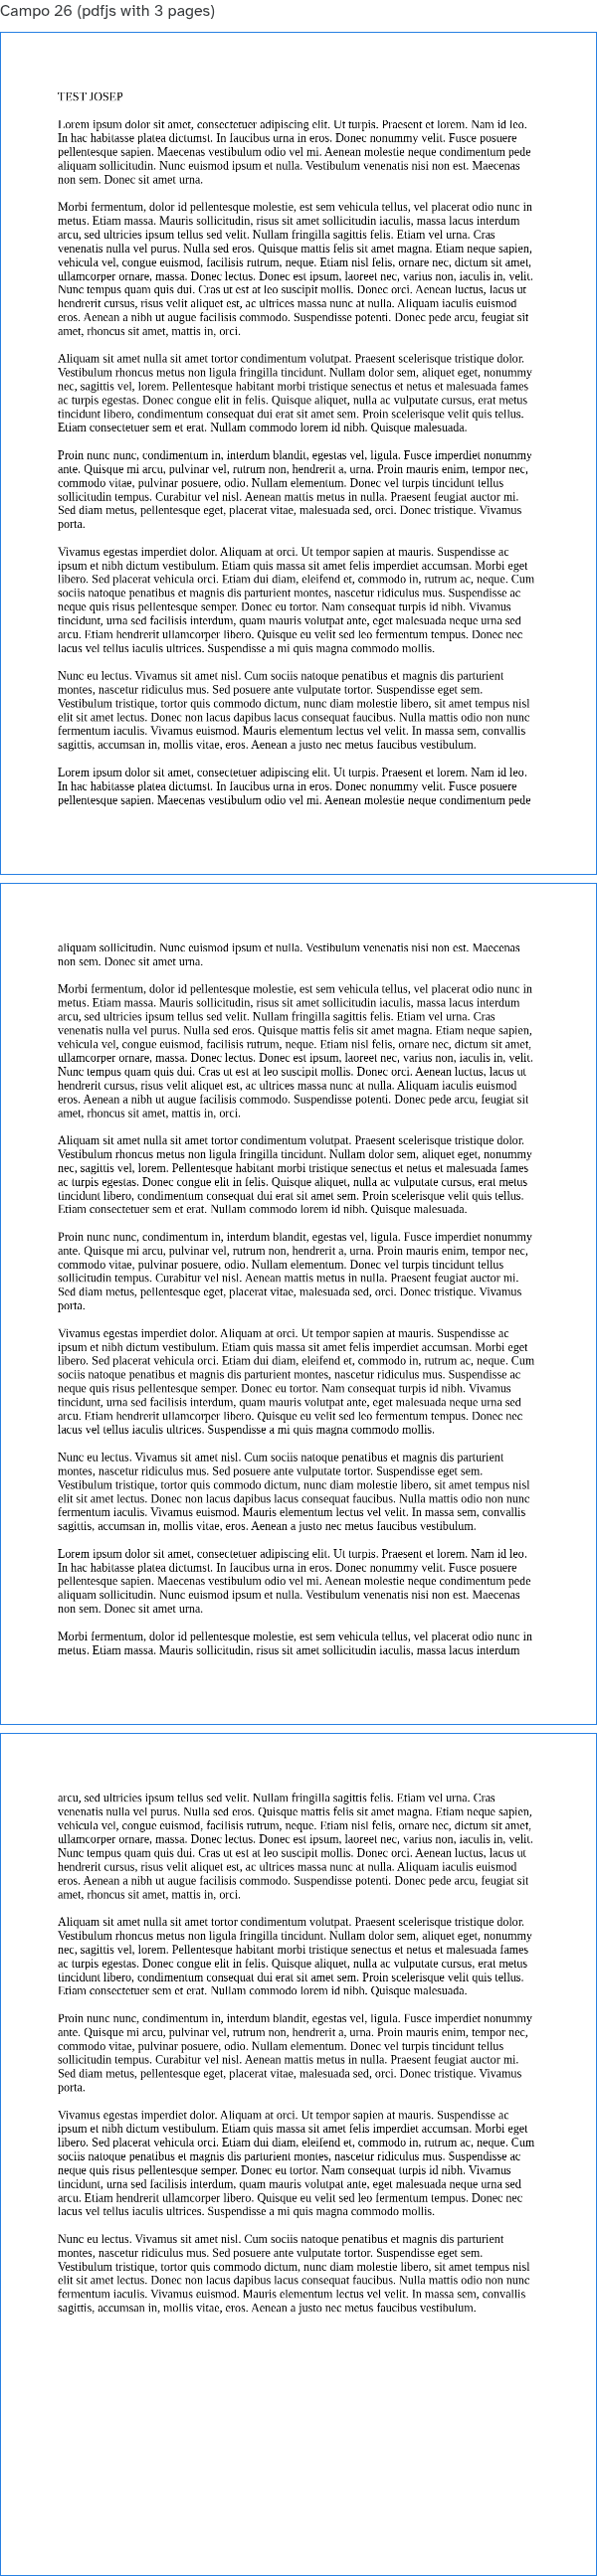 Campo 26 (pdfjs with 3 pages)
TEST JOSEP
Lorem ipsum dolor sit amet, consectetuer adipiscing elit. Ut turpis. Praesent et lorem. Nam id leo.
In hac habitasse platea dictumst. In faucibus urna in eros. Donec nonummy velit. Fusce posuere
pellentesque sapien. Maecenas vestibulum odio vel mi. Aenean molestie neque condimentum pede
aliquam sollicitudin. Nunc euismod ipsum et nulla. Vestibulum venenatis nisi non est. Maecenas
non sem. Donec sit amet urna.
Morbi fermentum, dolor id pellentesque molestie, est sem vehicula tellus, vel placerat odio nunc in
metus. Etiam massa. Mauris sollicitudin, risus sit amet sollicitudin iaculis, massa lacus interdum
arcu, sed ultricies ipsum tellus sed velit. Nullam fringilla sagittis felis. Etiam vel urna. Cras
venenatis nulla vel purus. Nulla sed eros. Quisque mattis felis sit amet magna. Etiam neque sapien,
vehicula vel, congue euismod, facilisis rutrum, neque. Etiam nisl felis, ornare nec, dictum sit amet,
ullamcorper ornare, massa. Donec lectus. Donec est ipsum, laoreet nec, varius non, iaculis in, velit.
Nunc tempus quam quis dui. Cras ut est at leo suscipit mollis. Donec orci. Aenean luctus, lacus ut
hendrerit cursus, risus velit aliquet est, ac ultrices massa nunc at nulla. Aliquam iaculis euismod
eros. Aenean a nibh ut augue facilisis commodo. Suspendisse potenti. Donec pede arcu, feugiat sit
amet, rhoncus sit amet, mattis in, orci.
Aliquam sit amet nulla sit amet tortor condimentum volutpat. Praesent scelerisque tristique dolor.
Vestibulum rhoncus metus non ligula fringilla tincidunt. Nullam dolor sem, aliquet eget, nonummy
nec, sagittis vel, lorem. Pellentesque habitant morbi tristique senectus et netus et malesuada fames
ac turpis egestas. Donec congue elit in felis. Quisque aliquet, nulla ac vulputate cursus, erat metus
tincidunt libero, condimentum consequat dui erat sit amet sem. Proin scelerisque velit quis tellus.
Etiam consectetuer sem et erat. Nullam commodo lorem id nibh. Quisque malesuada.
Proin nunc nunc, condimentum in, interdum blandit, egestas vel, ligula. Fusce imperdiet nonummy
ante. Quisque mi arcu, pulvinar vel, rutrum non, hendrerit a, urna. Proin mauris enim, tempor nec,
commodo vitae, pulvinar posuere, odio. Nullam elementum. Donec vel turpis tincidunt tellus
sollicitudin tempus. Curabitur vel nisl. Aenean mattis metus in nulla. Praesent feugiat auctor mi.
Sed diam metus, pellentesque eget, placerat vitae, malesuada sed, orci. Donec tristique. Vivamus
porta.
Vivamus egestas imperdiet dolor. Aliquam at orci. Ut tempor sapien at mauris. Suspendisse ac
ipsum et nibh dictum vestibulum. Etiam quis massa sit amet felis imperdiet accumsan. Morbi eget
libero. Sed placerat vehicula orci. Etiam dui diam, eleifend et, commodo in, rutrum ac, neque. Cum
sociis natoque penatibus et magnis dis parturient montes, nascetur ridiculus mus. Suspendisse ac
neque quis risus pellentesque semper. Donec eu tortor. Nam consequat turpis id nibh. Vivamus
tincidunt, urna sed facilisis interdum, quam mauris volutpat ante, eget malesuada neque urna sed
arcu. Etiam hendrerit ullamcorper libero. Quisque eu velit sed leo fermentum tempus. Donec nec
lacus vel tellus iaculis ultrices. Suspendisse a mi quis magna commodo mollis.
Nunc eu lectus. Vivamus sit amet nisl. Cum sociis natoque penatibus et magnis dis parturient
montes, nascetur ridiculus mus. Sed posuere ante vulputate tortor. Suspendisse eget sem.
Vestibulum tristique, tortor quis commodo dictum, nunc diam molestie libero, sit amet tempus nisl
elit sit amet lectus. Donec non lacus dapibus lacus consequat faucibus. Nulla mattis odio non nunc
fermentum iaculis. Vivamus euismod. Mauris elementum lectus vel velit. In massa sem, convallis
sagittis, accumsan in, mollis vitae, eros. Aenean a justo nec metus faucibus vestibulum.
Lorem ipsum dolor sit amet, consectetuer adipiscing elit. Ut turpis. Praesent et lorem. Nam id leo.
In hac habitasse platea dictumst. In faucibus urna in eros. Donec nonummy velit. Fusce posuere
pellentesque sapien. Maecenas vestibulum odio vel mi. Aenean molestie neque condimentum pede
aliquam sollicitudin. Nunc euismod ipsum et nulla. Vestibulum venenatis nisi non est. Maecenas
non sem. Donec sit amet urna.
Morbi fermentum, dolor id pellentesque molestie, est sem vehicula tellus, vel placerat odio nunc in
metus. Etiam massa. Mauris sollicitudin, risus sit amet sollicitudin iaculis, massa lacus interdum
arcu, sed ultricies ipsum tellus sed velit. Nullam fringilla sagittis felis. Etiam vel urna. Cras
venenatis nulla vel purus. Nulla sed eros. Quisque mattis felis sit amet magna. Etiam neque sapien,
vehicula vel, congue euismod, facilisis rutrum, neque. Etiam nisl felis, ornare nec, dictum sit amet,
ullamcorper ornare, massa. Donec lectus. Donec est ipsum, laoreet nec, varius non, iaculis in, velit.
Nunc tempus quam quis dui. Cras ut est at leo suscipit mollis. Donec orci. Aenean luctus, lacus ut
hendrerit cursus, risus velit aliquet est, ac ultrices massa nunc at nulla. Aliquam iaculis euismod
eros. Aenean a nibh ut augue facilisis commodo. Suspendisse potenti. Donec pede arcu, feugiat sit
amet, rhoncus sit amet, mattis in, orci.
Aliquam sit amet nulla sit amet tortor condimentum volutpat. Praesent scelerisque tristique dolor.
Vestibulum rhoncus metus non ligula fringilla tincidunt. Nullam dolor sem, aliquet eget, nonummy
nec, sagittis vel, lorem. Pellentesque habitant morbi tristique senectus et netus et malesuada fames
ac turpis egestas. Donec congue elit in felis. Quisque aliquet, nulla ac vulputate cursus, erat metus
tincidunt libero, condimentum consequat dui erat sit amet sem. Proin scelerisque velit quis tellus.
Etiam consectetuer sem et erat. Nullam commodo lorem id nibh. Quisque malesuada.
Proin nunc nunc, condimentum in, interdum blandit, egestas vel, ligula. Fusce imperdiet nonummy
ante. Quisque mi arcu, pulvinar vel, rutrum non, hendrerit a, urna. Proin mauris enim, tempor nec,
commodo vitae, pulvinar posuere, odio. Nullam elementum. Donec vel turpis tincidunt tellus
sollicitudin tempus. Curabitur vel nisl. Aenean mattis metus in nulla. Praesent feugiat auctor mi.
Sed diam metus, pellentesque eget, placerat vitae, malesuada sed, orci. Donec tristique. Vivamus
porta.
Vivamus egestas imperdiet dolor. Aliquam at orci. Ut tempor sapien at mauris. Suspendisse ac
ipsum et nibh dictum vestibulum. Etiam quis massa sit amet felis imperdiet accumsan. Morbi eget
libero. Sed placerat vehicula orci. Etiam dui diam, eleifend et, commodo in, rutrum ac, neque. Cum
sociis natoque penatibus et magnis dis parturient montes, nascetur ridiculus mus. Suspendisse ac
neque quis risus pellentesque semper. Donec eu tortor. Nam consequat turpis id nibh. Vivamus
tincidunt, urna sed facilisis interdum, quam mauris volutpat ante, eget malesuada neque urna sed
arcu. Etiam hendrerit ullamcorper libero. Quisque eu velit sed leo fermentum tempus. Donec nec
lacus vel tellus iaculis ultrices. Suspendisse a mi quis magna commodo mollis.
Nunc eu lectus. Vivamus sit amet nisl. Cum sociis natoque penatibus et magnis dis parturient
montes, nascetur ridiculus mus. Sed posuere ante vulputate tortor. Suspendisse eget sem.
Vestibulum tristique, tortor quis commodo dictum, nunc diam molestie libero, sit amet tempus nisl
elit sit amet lectus. Donec non lacus dapibus lacus consequat faucibus. Nulla mattis odio non nunc
fermentum iaculis. Vivamus euismod. Mauris elementum lectus vel velit. In massa sem, convallis
sagittis, accumsan in, mollis vitae, eros. Aenean a justo nec metus faucibus vestibulum.
Lorem ipsum dolor sit amet, consectetuer adipiscing elit. Ut turpis. Praesent et lorem. Nam id leo.
In hac habitasse platea dictumst. In faucibus urna in eros. Donec nonummy velit. Fusce posuere
pellentesque sapien. Maecenas vestibulum odio vel mi. Aenean molestie neque condimentum pede
aliquam sollicitudin. Nunc euismod ipsum et nulla. Vestibulum venenatis nisi non est. Maecenas
non sem. Donec sit amet urna.
Morbi fermentum, dolor id pellentesque molestie, est sem vehicula tellus, vel placerat odio nunc in
metus. Etiam massa. Mauris sollicitudin, risus sit amet sollicitudin iaculis, massa lacus interdum
arcu, sed ultricies ipsum tellus sed velit. Nullam fringilla sagittis felis. Etiam vel urna. Cras
venenatis nulla vel purus. Nulla sed eros. Quisque mattis felis sit amet magna. Etiam neque sapien,
vehicula vel, congue euismod, facilisis rutrum, neque. Etiam nisl felis, ornare nec, dictum sit amet,
ullamcorper ornare, massa. Donec lectus. Donec est ipsum, laoreet nec, varius non, iaculis in, velit.
Nunc tempus quam quis dui. Cras ut est at leo suscipit mollis. Donec orci. Aenean luctus, lacus ut
hendrerit cursus, risus velit aliquet est, ac ultrices massa nunc at nulla. Aliquam iaculis euismod
eros. Aenean a nibh ut augue facilisis commodo. Suspendisse potenti. Donec pede arcu, feugiat sit
amet, rhoncus sit amet, mattis in, orci.
Aliquam sit amet nulla sit amet tortor condimentum volutpat. Praesent scelerisque tristique dolor.
Vestibulum rhoncus metus non ligula fringilla tincidunt. Nullam dolor sem, aliquet eget, nonummy
nec, sagittis vel, lorem. Pellentesque habitant morbi tristique senectus et netus et malesuada fames
ac turpis egestas. Donec congue elit in felis. Quisque aliquet, nulla ac vulputate cursus, erat metus
tincidunt libero, condimentum consequat dui erat sit amet sem. Proin scelerisque velit quis tellus.
Etiam consectetuer sem et erat. Nullam commodo lorem id nibh. Quisque malesuada.
Proin nunc nunc, condimentum in, interdum blandit, egestas vel, ligula. Fusce imperdiet nonummy
ante. Quisque mi arcu, pulvinar vel, rutrum non, hendrerit a, urna. Proin mauris enim, tempor nec,
commodo vitae, pulvinar posuere, odio. Nullam elementum. Donec vel turpis tincidunt tellus
sollicitudin tempus. Curabitur vel nisl. Aenean mattis metus in nulla. Praesent feugiat auctor mi.
Sed diam metus, pellentesque eget, placerat vitae, malesuada sed, orci. Donec tristique. Vivamus
porta.
Vivamus egestas imperdiet dolor. Aliquam at orci. Ut tempor sapien at mauris. Suspendisse ac
ipsum et nibh dictum vestibulum. Etiam quis massa sit amet felis imperdiet accumsan. Morbi eget
libero. Sed placerat vehicula orci. Etiam dui diam, eleifend et, commodo in, rutrum ac, neque. Cum
sociis natoque penatibus et magnis dis parturient montes, nascetur ridiculus mus. Suspendisse ac
neque quis risus pellentesque semper. Donec eu tortor. Nam consequat turpis id nibh. Vivamus
tincidunt, urna sed facilisis interdum, quam mauris volutpat ante, eget malesuada neque urna sed
arcu. Etiam hendrerit ullamcorper libero. Quisque eu velit sed leo fermentum tempus. Donec nec
lacus vel tellus iaculis ultrices. Suspendisse a mi quis magna commodo mollis.
Nunc eu lectus. Vivamus sit amet nisl. Cum sociis natoque penatibus et magnis dis parturient
montes, nascetur ridiculus mus. Sed posuere ante vulputate tortor. Suspendisse eget sem.
Vestibulum tristique, tortor quis commodo dictum, nunc diam molestie libero, sit amet tempus nisl
elit sit amet lectus. Donec non lacus dapibus lacus consequat faucibus. Nulla mattis odio non nunc
fermentum iaculis. Vivamus euismod. Mauris elementum lectus vel velit. In massa sem, convallis
sagittis, accumsan in, mollis vitae, eros. Aenean a justo nec metus faucibus vestibulum.